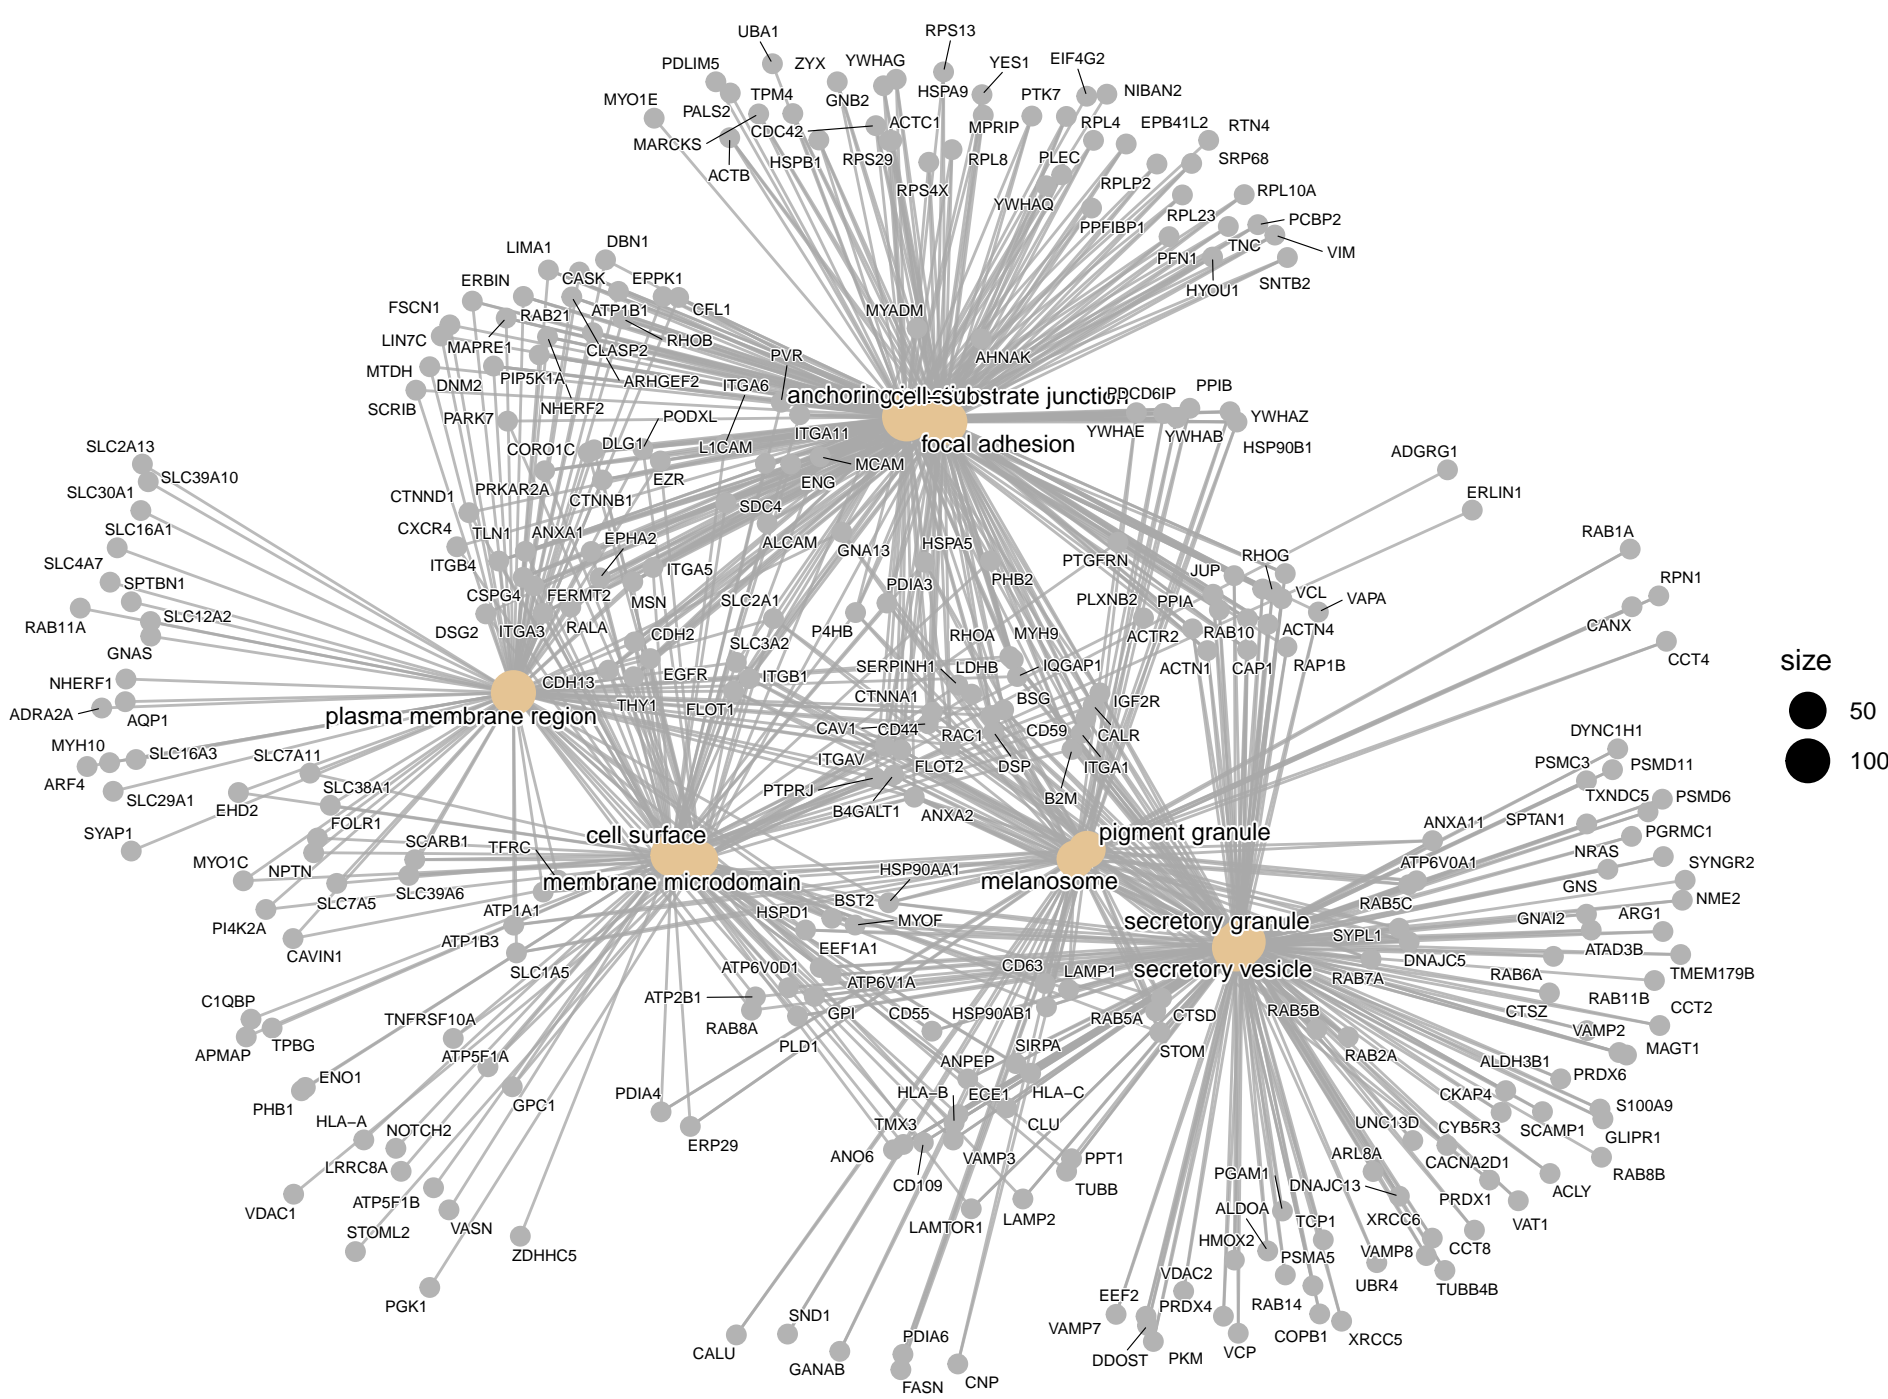 UBA1
RPS13
PDLIM5
ZYX
YWHAG
YES1
EIF4G2
MYO1E
PALS2
TPM4
GNB2
HSPA9
PTK7
NIBAN2
MARCKS
CDC42
ACTC1
MPRIP
RPL4
EPB41L2
RTN4
ACTB
HSPB1
RPS29
RPL8
PLEC
SRP68
RPS4X
YWHAQ
RPLP2
RPL10A
PPFIBP1
RPL23
PCBP2
TNC
VIM
PFN1
HYOU1
SNTB2
LIMA1
DBN1
ERBIN
CASK
EPPK1
FSCN1
RAB21
ATP1B1
CFL1
MYADM
LIN7C
MAPRE1
CLASP2
RHOB
PVR
AHNAK
MTDH
DNM2
PIP5K1A
ARHGEF2
ITGA6
SCRIB
PARK7
NHERF2
PODXL
cell-substrate junction
focal adhesion
PDCD6IP
PPIB
YWHAE
YWHAB
YWHAZ
HSP90B1
ITGA11
CORO1C
DLG1
L1CAM
MCAM
SLC2A13
SLC39A10
SLC30A1
SLC16A1
CTNND1
PRKAR2A
CTNNB1
EZR
ENG
ADGRG1
ERLIN1
CXCR4
TLN1
ANXA1
EPHA2
SDC4
ALCAM
GNA13
HSPA5
PTGFRN
RHOG
RAB1A
SLC4A7
SPTBN1
ITGB4
ITGA5
PDIA3
PHB2
JUP
VCL
VAPA
RPN1
RAB11A
SLC12A2
CSPG4
FERMT2
MSN
SLC2A1
PLXNB2
PPIA
CANX
GNAS
DSG2
ITGA3
RALA
CDH2
SLC3A2
P4HB
RHOA
MYH9
ACTR2
RAB10
ACTN4
CCT4
NHERF1
CDH13
EGFR
ITGB1
SERPINH1
LDHB
IQGAP1
ACTN1
CAP1
RAP1B
ADRA2A
AQP1
plasma membrane region
THY1
FLOT1
CTNNA1
BSG
IGF2R
size
50
100
MYH10
SLC16A3
SLC7A11
CAV1
CD44
RAC1
CD59
CALR
DYNC1H1
ARF4
SLC29A1
EHD2
SLC38A1
ITGAV
FLOT2
DSP
ITGA1
PSMC3
PSMD11
SYAP1
FOLR1
PTPRJ
B4GALT1
ANXA2
B2M
TXNDC5
PSMD6
cell surface
pigment granule
ANXA11
SPTAN1
PGRMC1
MYO1C
NPTN
SCARB1
TFRC
membrane microdomain
HSP90AA1
melanosome
ATP6V0A1
NRAS
SYNGR2
SLC7A5
SLC39A6
BST2
GNS
NME2
PI4K2A
ATP1A1
HSPD1
MYOF
secretory granule
RAB5C
GNAI2
ARG1
CAVIN1
ATP1B3
EEF1A1
SYPL1
ATAD3B
SLC1A5
ATP6V0D1
ATP6V1A
CD63
LAMP1
secretory vesicle
RAB7A
DNAJC5
RAB6A
TMEM179B
C1QBP
ATP2B1
RAB8A
GPI
CD55
HSP90AB1
RAB5A
CTSD
RAB5B
CTSZ
RAB11B
CCT2
APMAP
TPBG
TNFRSF10A
PLD1
SIRPA
STOM
RAB2A
VAMP2
MAGT1
ATP5F1A
ENO1
PHB1
GPC1
PDIA4
ANPEP
HLA-B
ECE1
HLA-C
ALDH3B1
PRDX6
CKAP4
S100A9
HLA-A
NOTCH2
ERP29
TMX3
CLU
UNC13D
CYB5R3
SCAMP1
GLIPR1
LRRC8A
ANO6
VAMP3
PPT1
ARL8A
CACNA2D1
RAB8B
ATP5F1B
CD109
TUBB
PGAM1
DNAJC13
PRDX1
ACLY
VDAC1
VASN
LAMTOR1
LAMP2
ALDOA
TCP1
XRCC6
VAT1
STOML2
ZDHHC5
HMOX2
PSMA5
VAMP8
CCT8
VDAC2
UBR4
TUBB4B
PGK1
EEF2
PRDX4
RAB14
SND1
VAMP7
COPB1
XRCC5
CALU
GANAB
PDIA6
DDOST
PKM
VCP
FASN
CNP